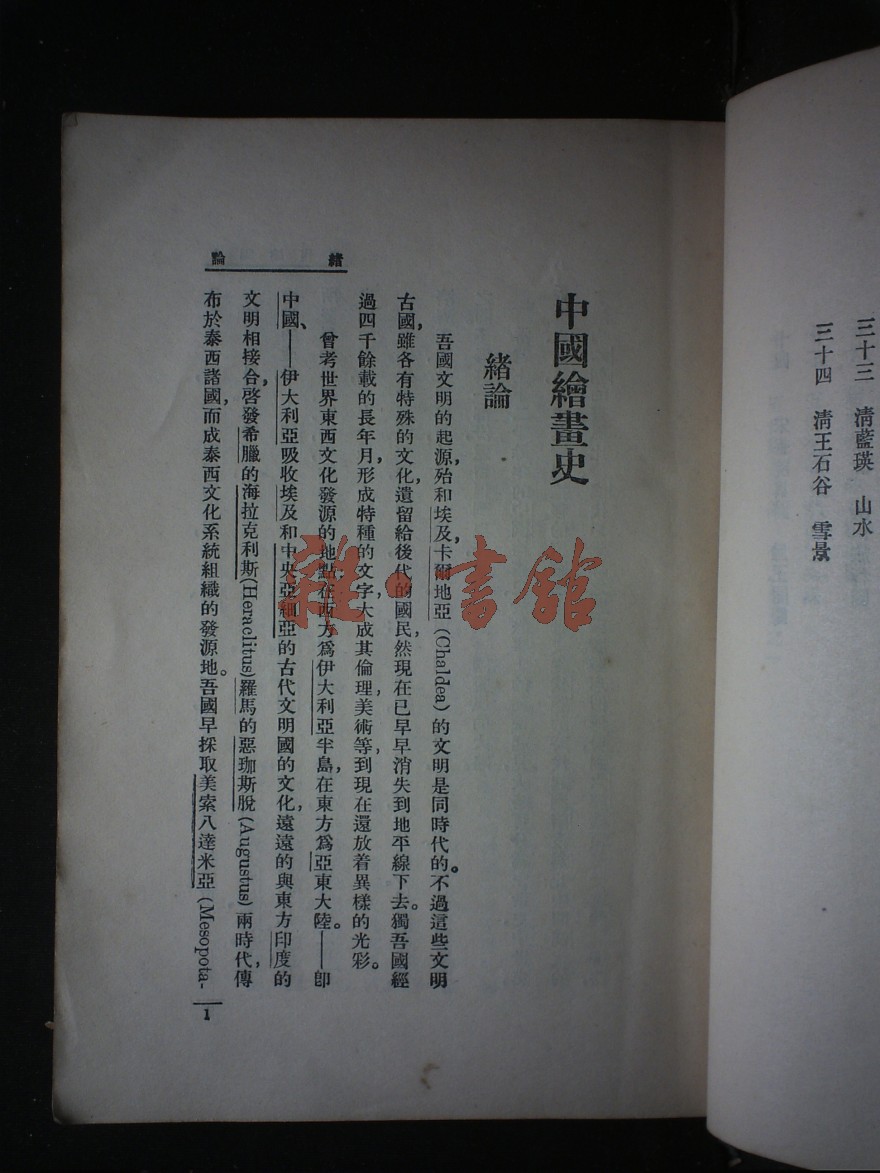 三十三　清藍瑛　山水
三十四　清王石谷　雪景
中國繪畫史
緒論
吾國文明的起源，殆和埃及，卡爾地亞 (Chaldea) 的文明是同時代的。不過這些文明
古國，雖各有特殊的文化，遺留給後代的國民，然現在已早早消失到地平線下去。獨吾國經
過四千餘載的長年月，形成特種的文字，大成其倫理，美術等，到現在還放着異樣的光彩。
曾考世界東西文化發源的地點，在西方爲伊大利亞半島，在東方爲亞東大陸。——卽
中國、——伊大利亞吸收埃及和中央亞細亞的古代文明國的文化，遠遠的與東方印度的
文明相接合，啓發希臘的海拉克利斯(Heraclitus)羅馬的惡珈斯脫(Augustus)兩時代，傳
布於泰西諸國，而成泰西文化系統組織的發源地。吾國早採取美索八達米亞 (Mesopota-
緒論
1
雜·書館